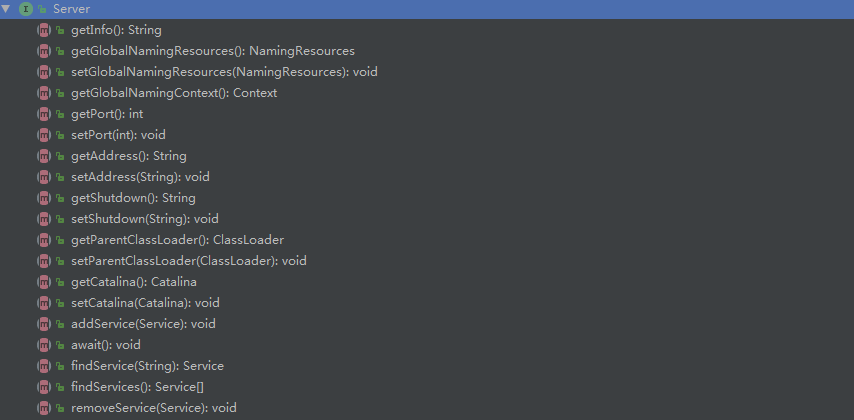 Server
getInfo(): String
getGlobalNamingResources(): NamingResources
setGlobalNamingResources(NamingResources): void
getGlobalNamingContext(): Context
getPort(): int
setPort(int): void
getAddress(): String
setAddress(String): void
getShutdown(): String
setShutdown(String): void
getParentClassLoader(): ClassLoader
setParentClassLoader(ClassLoader): void
getCatalina(): Catalina
setCatalina(Catalina): void
addService(Service): void
await(): void
findService(String): Service
findServices(): Service[]
removeService(Service): void